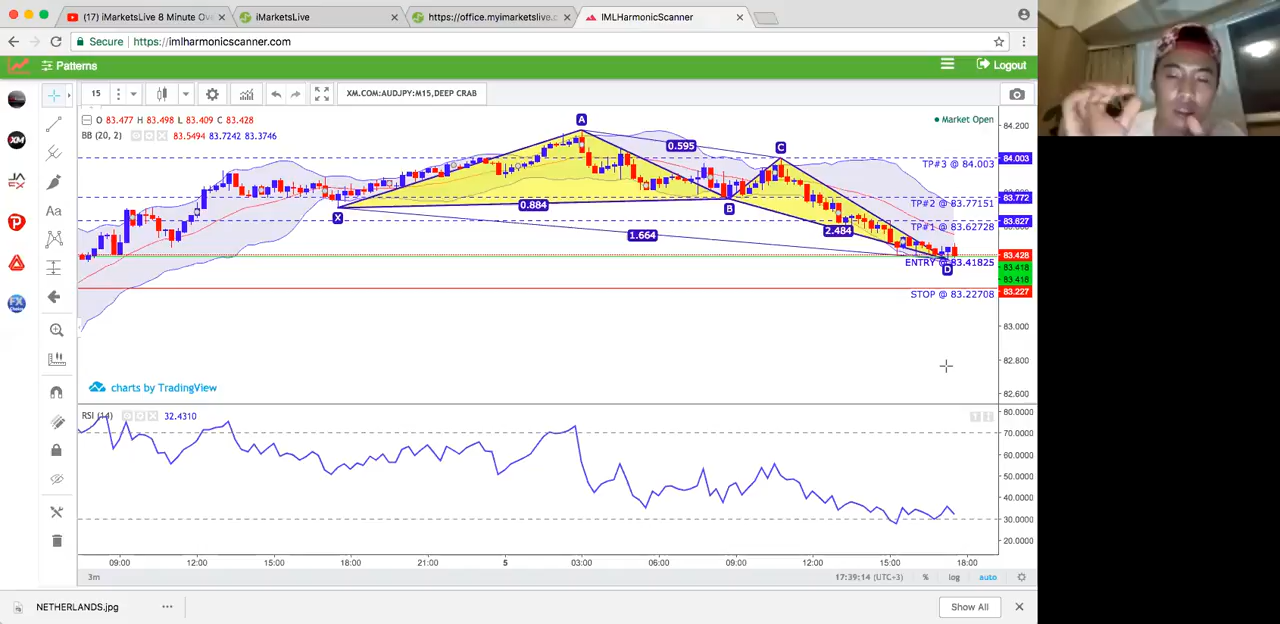 (17) iMarketsLive 8 Minute Ov
iMarketsLive
https://office.myimarketslive.c
IMLHarmonicScanner
Secure
https://imlharmonicscanner.com
Patterns
Logout
15
XM.COM:AUDJPY:M15,DEEP CRAB
O 83.477 H 83.498 L 83.409 C 83.428
Market Open
BB (20, 2)
83.5494 83.7242 83.3746
84.200
A
0.595
C
TP#3 @ 84.003
84.003
0.884
B
TP#2 @ 83.77151
83.772
X
1.664
2.484
TP#1 @ 83.62728
83.627
ENTRY @ 83.41825
83.428
D
83.418
83.418
STOP @ 83.22708
83.227
83.000
82.800
82.600
charts by TradingView
RSI (14)
32.4310
80.0000
70.0000
60.0000
50.0000
40.0000
30.0000
20.0000
09:00 12:00 15:00 18:00 21:00 5 03:00 06:00 09:00 12:00 15:00 18:00
3m
17:39:14 (UTC+3)
%
log
auto
NETHERLANDS.jpg
Show All
XM
Aa
P
FX